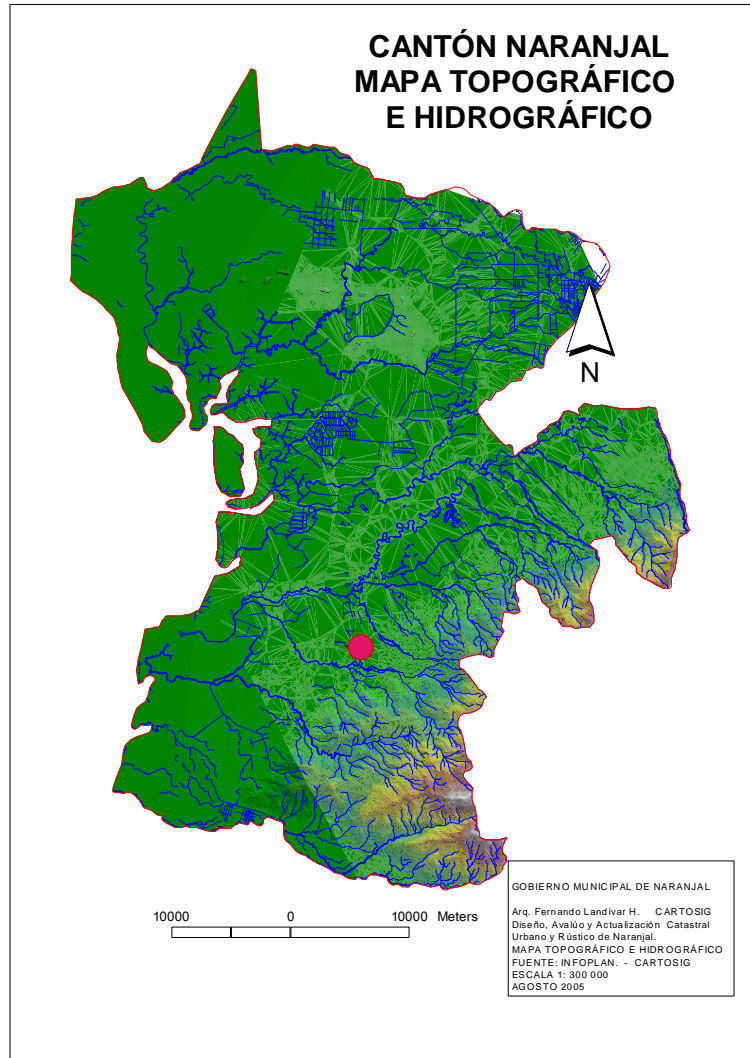 CANTÓN NARANJAL
MAPA TOPOGRÁFICO
E HIDROGRÁFICO
N
10000 0 10000 Meters
GOBIERNO MUNICIPAL DE NARANJAL
Arq. Fernando Landívar H. CARTOSIG
Diseño, Avalúo y Actualización Catastral
Urbano y Rústico de Naranjal.
MAPA TOPOGRÁFICO E HIDROGRÁFICO
FUENTE: INFOPLAN. - CARTOSIG
ESCALA 1: 300 000
AGOSTO 2005